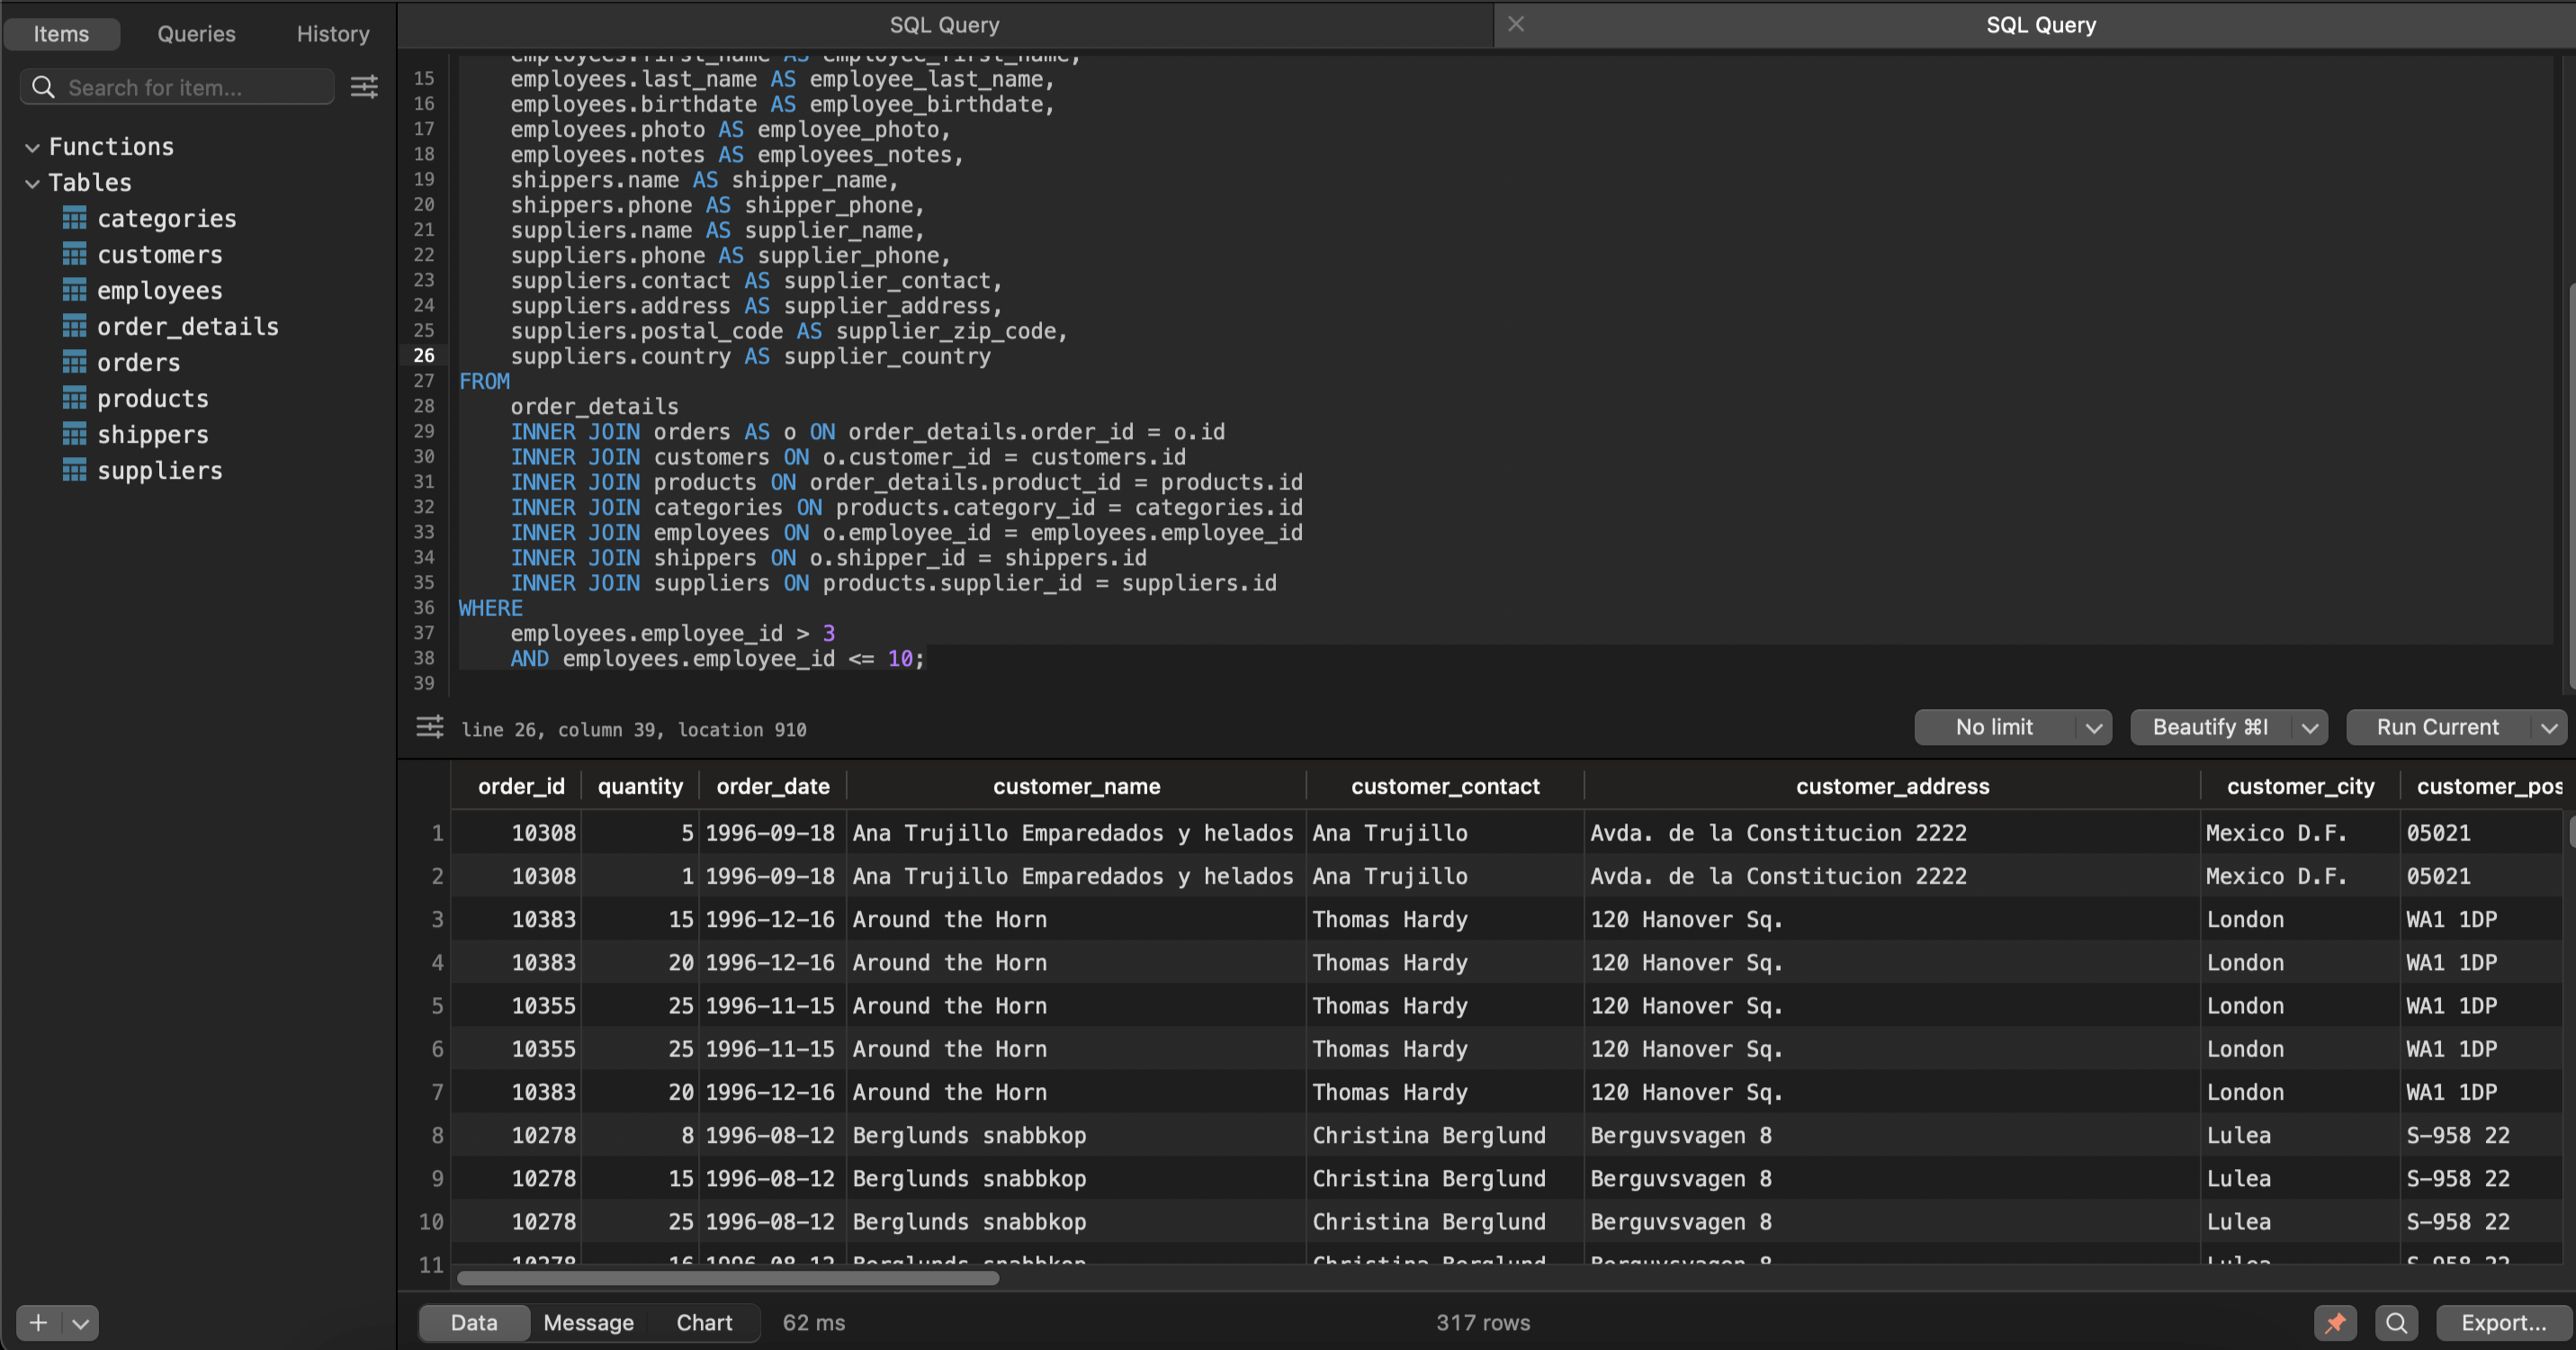 Items
Queries
History
Search for item...
Functions
Tables
categories
customers
employees
order_details
orders
products
shippers
suppliers
SQL Query
SQL Query
employees.first_name AS employee_first_name,
15 employees.last_name AS employee_last_name,
16 employees.birthdate AS employee_birthdate,
17 employees.photo AS employee_photo,
18 employees.notes AS employees_notes,
19 shippers.name AS shipper_name,
20 shippers.phone AS shipper_phone,
21 suppliers.name AS supplier_name,
22 suppliers.phone AS supplier_phone,
23 suppliers.contact AS supplier_contact,
24 suppliers.address AS supplier_address,
25 suppliers.postal_code AS supplier_zip_code,
26 suppliers.country AS supplier_country
27 FROM
28 order_details
29 INNER JOIN orders AS o ON order_details.order_id = o.id
30 INNER JOIN customers ON o.customer_id = customers.id
31 INNER JOIN products ON order_details.product_id = products.id
32 INNER JOIN categories ON products.category_id = categories.id
33 INNER JOIN employees ON o.employee_id = employees.employee_id
34 INNER JOIN shippers ON o.shipper_id = shippers.id
35 INNER JOIN suppliers ON products.supplier_id = suppliers.id
36 WHERE
37 employees.employee_id > 3
38 AND employees.employee_id <= 10;
39
line 26, column 39, location 910
No limit
Beautify ⌘I
Run Current
order_id quantity order_date customer_name customer_contact customer_address customer_city customer_pos
1 10308 5 1996-09-18 Ana Trujillo Emparedados y helados Ana Trujillo Avda. de la Constitucion 2222 Mexico D.F. 05021
2 10308 1 1996-09-18 Ana Trujillo Emparedados y helados Ana Trujillo Avda. de la Constitucion 2222 Mexico D.F. 05021
3 10383 15 1996-12-16 Around the Horn Thomas Hardy 120 Hanover Sq. London WA1 1DP
4 10383 20 1996-12-16 Around the Horn Thomas Hardy 120 Hanover Sq. London WA1 1DP
5 10355 25 1996-11-15 Around the Horn Thomas Hardy 120 Hanover Sq. London WA1 1DP
6 10355 25 1996-11-15 Around the Horn Thomas Hardy 120 Hanover Sq. London WA1 1DP
7 10383 20 1996-12-16 Around the Horn Thomas Hardy 120 Hanover Sq. London WA1 1DP
8 10278 8 1996-08-12 Berglunds snabbkop Christina Berglund Berguvsvagen 8 Lulea S-958 22
9 10278 15 1996-08-12 Berglunds snabbkop Christina Berglund Berguvsvagen 8 Lulea S-958 22
10 10278 25 1996-08-12 Berglunds snabbkop Christina Berglund Berguvsvagen 8 Lulea S-958 22
11 10278 16 1996-08-12 Berglunds snabbkop Christina Berglund Berguvsvagen 8 Lulea S-958 22
Data
Message
Chart
62 ms
317 rows
Export...